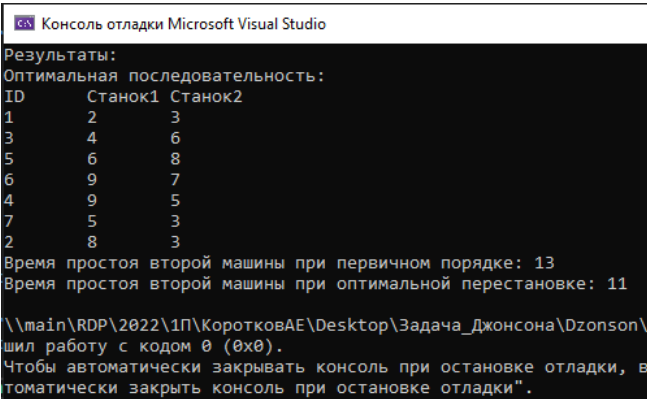 Консоль отладки Microsoft Visual Studio
Результаты:
Оптимальная последовательность:
ID Станок1 Станок2
1 2 3
3 4 6
5 6 8
6 9 7
4 9 5
7 5 3
2 8 3
Время простоя второй машины при первичном порядке: 13
Время простоя второй машины при оптимальной перестановке: 11
\\main\RDP\2022\1П\КоротковАЕ\Desktop\Задача_Джонсона\Dzonson\
шил работу с кодом 0 (0x0).
Чтобы автоматически закрывать консоль при остановке отладки, в
томатически закрыть консоль при остановке отладки".